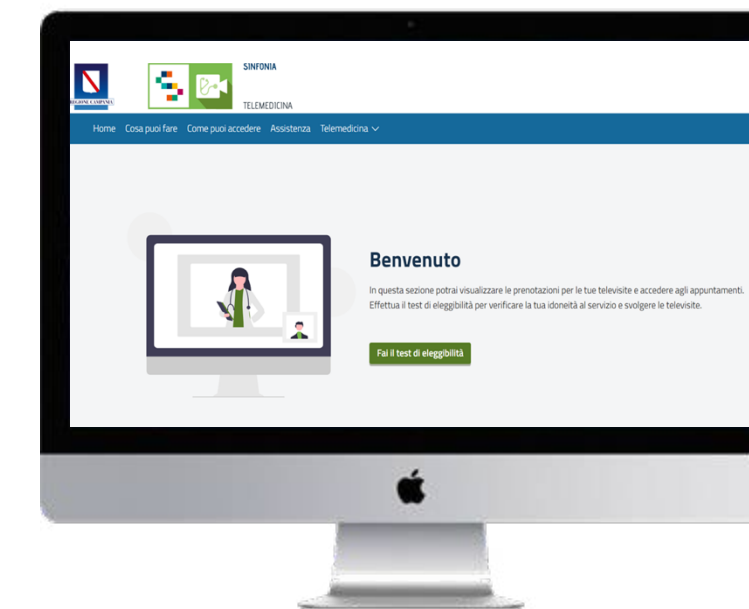 SINFONIA
REGIONE CAMPANIA
TELEMEDICINA
Home Cosa puoi fare Come puoi accedere Assistenza Telemedicina
Benvenuto
In questa sezione potrai visualizzare le prenotazioni per le tue televisite e accedere agli appuntamenti.
Effettua il test di eleggibilità per verificare la tua idoneità al servizio e svolgere le televisite.
Fai il test di eleggibilità